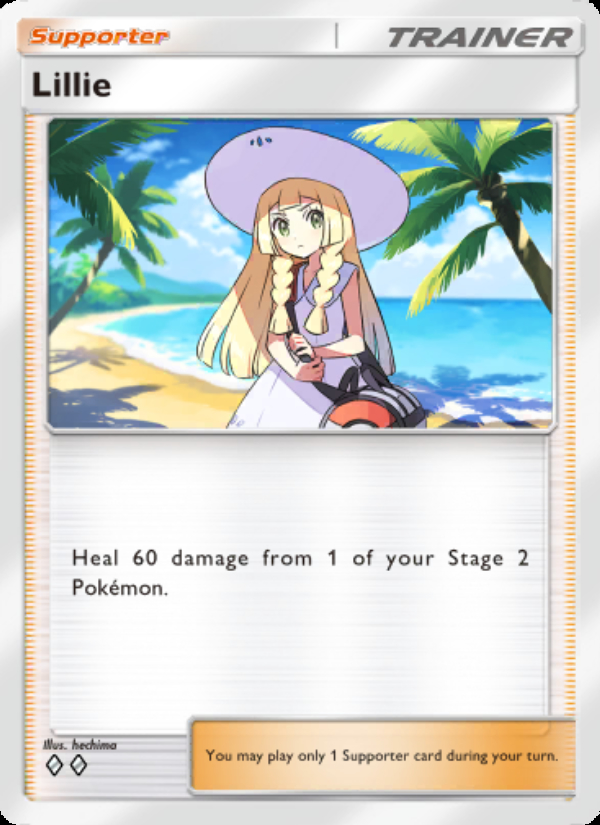 Supporter
TRAINER
Lillie
Heal 60 damage from 1 of your Stage 2
Pokémon.
Illus. hechima
You may play only 1 Supporter card during your turn.